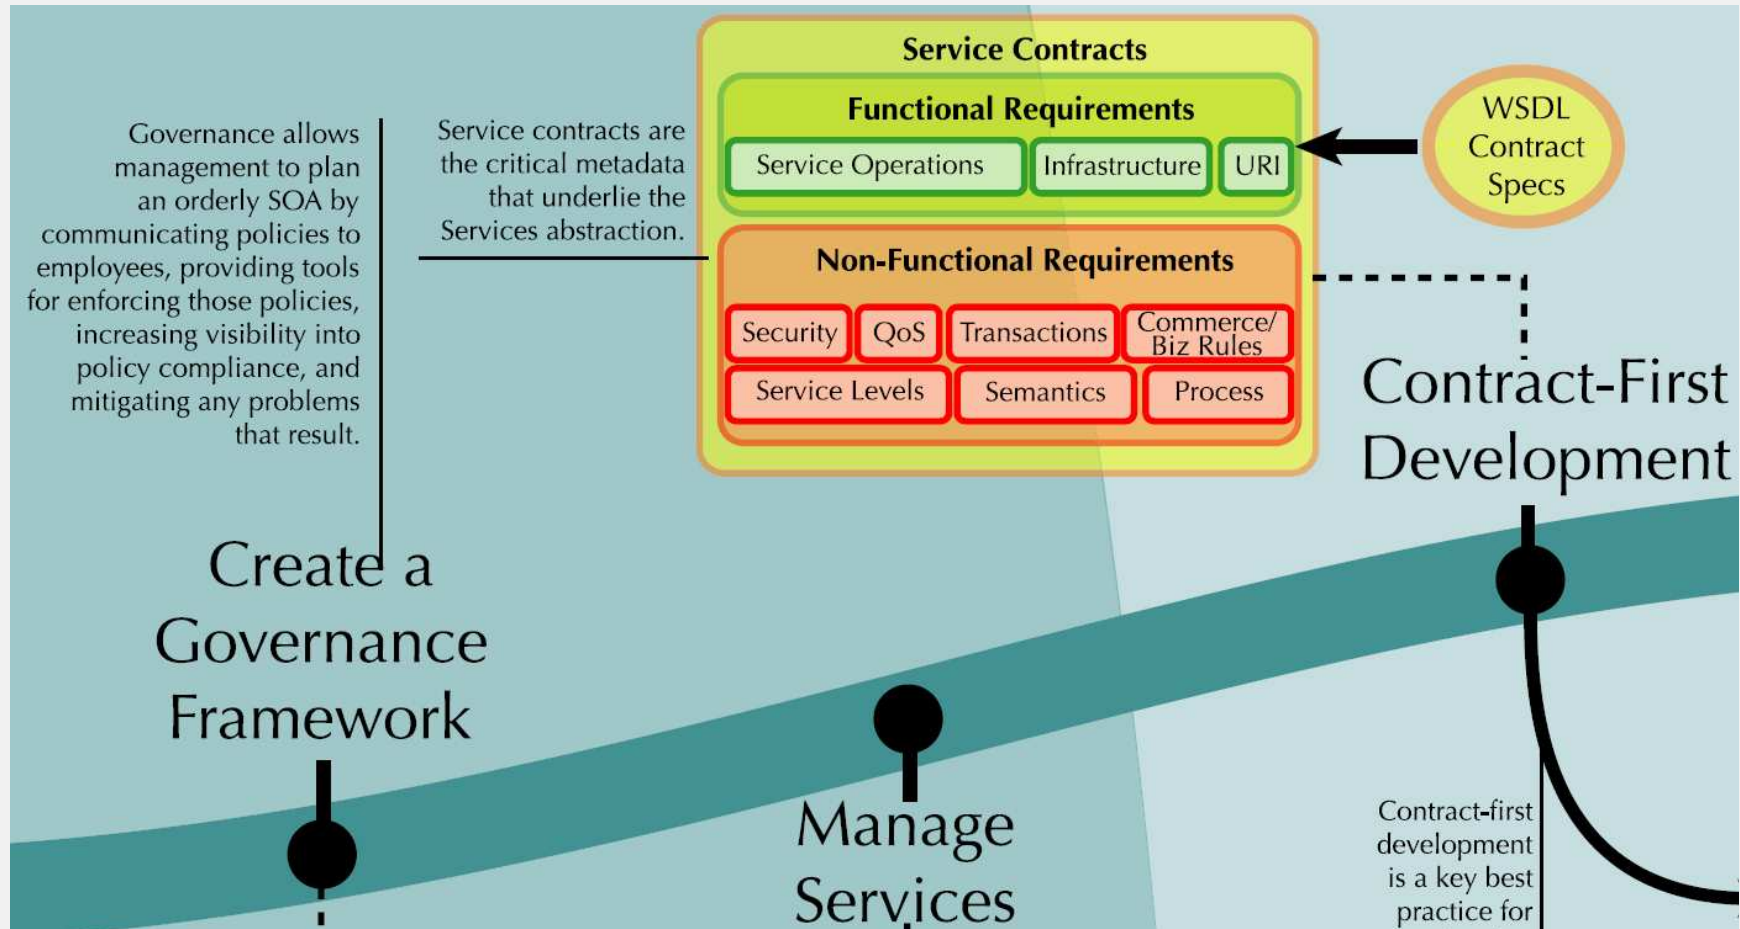 Governance allows
management to plan
an orderly SOA by
communicating policies to
employees, providing tools
for enforcing those policies,
increasing visibility into
policy compliance, and
mitigating any problems
that result.
Service contracts are
the critical metadata
that underlie the
Services abstraction.
Service Contracts
Functional Requirements
Service Operations
Infrastructure
URI
Non-Functional Requirements
Security
QoS
Transactions
Commerce/
Biz Rules
Service Levels
Semantics
Process
WSDL
Contract
Specs
Contract-First
Development
Create a
Governance
Framework
Manage
Services
Contract-first
development
is a key best
practice for